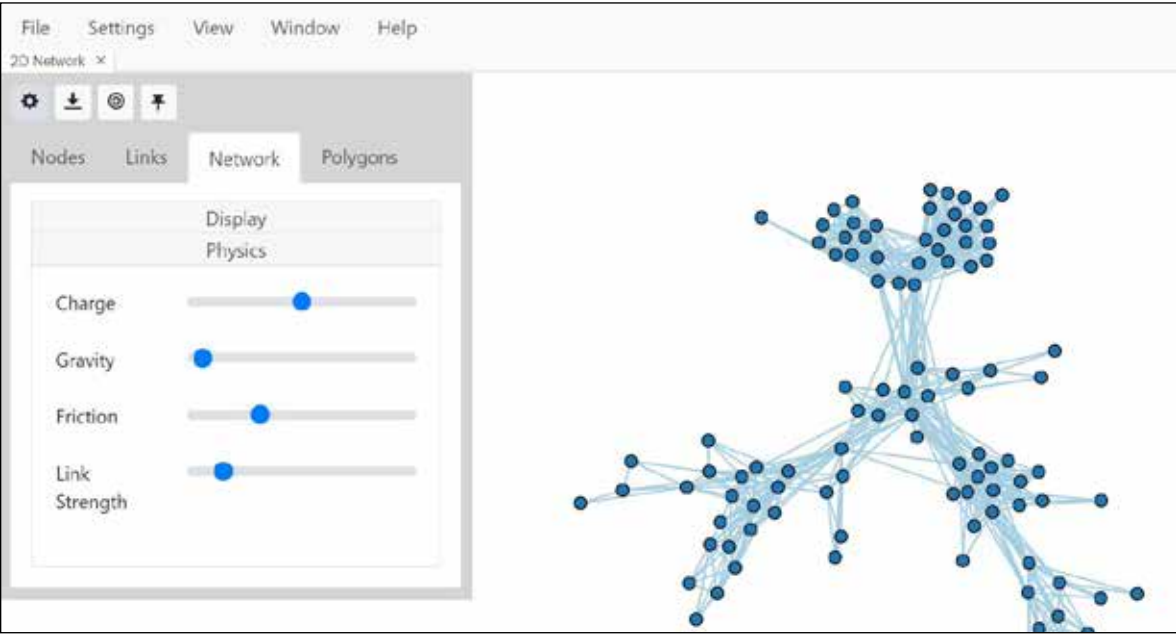 File Settings View Window Help
2D Network ×
Nodes Links Network Polygons
Display
Physics
Charge
Gravity
Friction
Link
Strength